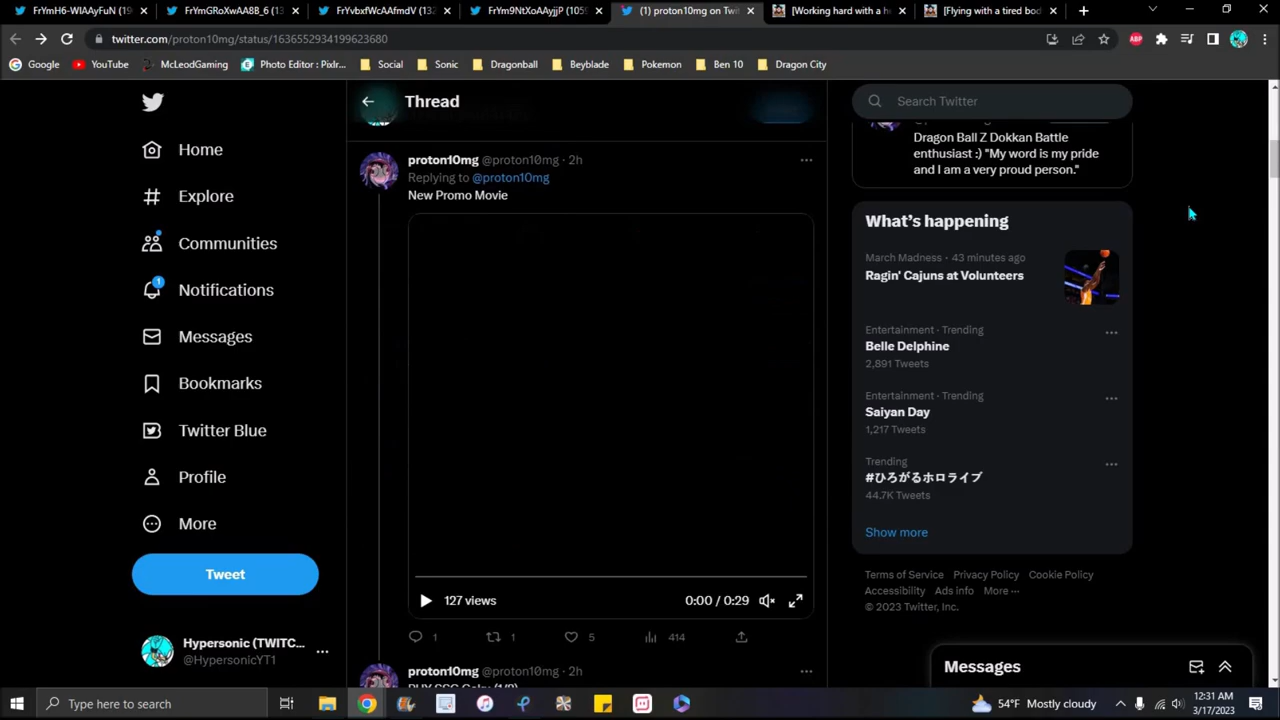 FrYmH6-WIAAyFuN (
FrYmGRoXwAA8B_6 (
FrYvbxfWcAAfmdV (132
FrYm9NtXoAAyjjP (1059
(1) proton10mg on Twi
[Working hard with a h
[Flying with a tired bod
twitter.com/proton10mg/status/1636552934199623680
ABP
Google
YouTube
McLeodGaming
Photo Editor : Pixlr...
Social
Sonic
Dragonball
Beyblade
Pokemon
Ben 10
Dragon City
Home
Explore
Communities
1
Notifications
Messages
Bookmarks
Twitter Blue
Profile
More
Tweet
Hypersonic (TWITC...
@HypersonicYT1
Thread
proton10mg @proton10mg · 2h
Replying to @proton10mg
New Promo Movie
127 views
0:00 / 0:29
1
1
5
414
proton10mg @proton10mg · 2h
Search Twitter
Dragon Ball Z Dokkan Battle
enthusiast :) "My word is my pride
and I am a very proud person."
What's happening
March Madness · 43 minutes ago
Ragin' Cajuns at Volunteers
Entertainment · Trending
Belle Delphine
2,891 Tweets
Entertainment · Trending
Saiyan Day
1,217 Tweets
Trending
#ひろがるホロライブ
44.7K Tweets
Show more
Terms of Service Privacy Policy Cookie Policy
Accessibility Ads info More ...
© 2023 Twitter, Inc.
Messages
Type here to search
54°F Mostly cloudy
12:31 AM
3/17/2023